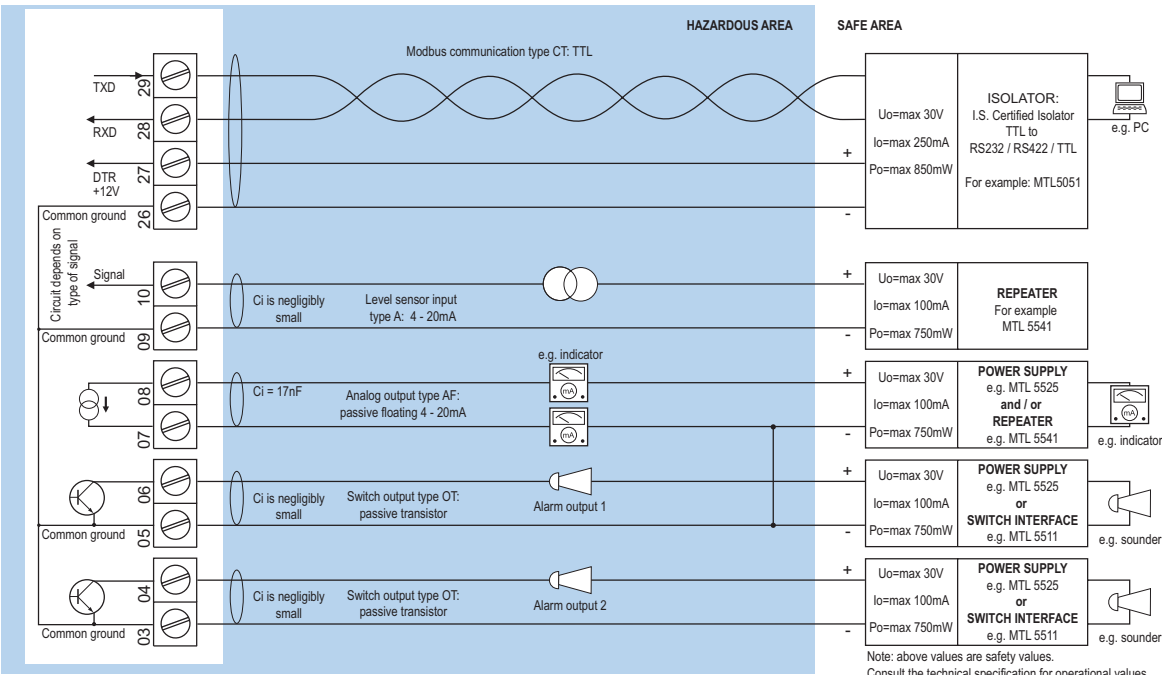 HAZARDOUS AREA
SAFE AREA
Modbus communication type CT: TTL
TXD
29
RXD
28
DTR
+12V
27
Common ground
26
+
-
Uo=max 30V
Io=max 250mA
Po=max 850mW
ISOLATOR:
I.S. Certified Isolator
TTL to
RS232 / RS422 / TTL
For example: MTL5051
e.g. PC
Circuit depends on
type of signal
Signal
10
Common ground
09
Ci is negligibly
small
Level sensor input
type A: 4 - 20mA
+
-
Uo=max 30V
Io=max 100mA
Po=max 750mW
REPEATER
For example
MTL 5541
08
07
Ci = 17nF
Analog output type AF:
passive floating 4 - 20mA
e.g. indicator
mA
mA
+
-
Uo=max 30V
Io=max 100mA
Po=max 750mW
POWER SUPPLY
e.g. MTL 5525
and / or
REPEATER
e.g. MTL 5541
mA
e.g. indicator
06
Common ground
05
Ci is negligibly
small
Switch output type OT:
passive transistor
Alarm output 1
+
-
Uo=max 30V
Io=max 100mA
Po=max 750mW
POWER SUPPLY
e.g. MTL 5525
or
SWITCH INTERFACE
e.g. MTL 5511
e.g. sounder
04
Common ground
03
Ci is negligibly
small
Switch output type OT:
passive transistor
Alarm output 2
+
-
Uo=max 30V
Io=max 100mA
Po=max 750mW
POWER SUPPLY
e.g. MTL 5525
or
SWITCH INTERFACE
e.g. MTL 5511
e.g. sounder
Note: above values are safety values.
Consult the technical specification for operational values